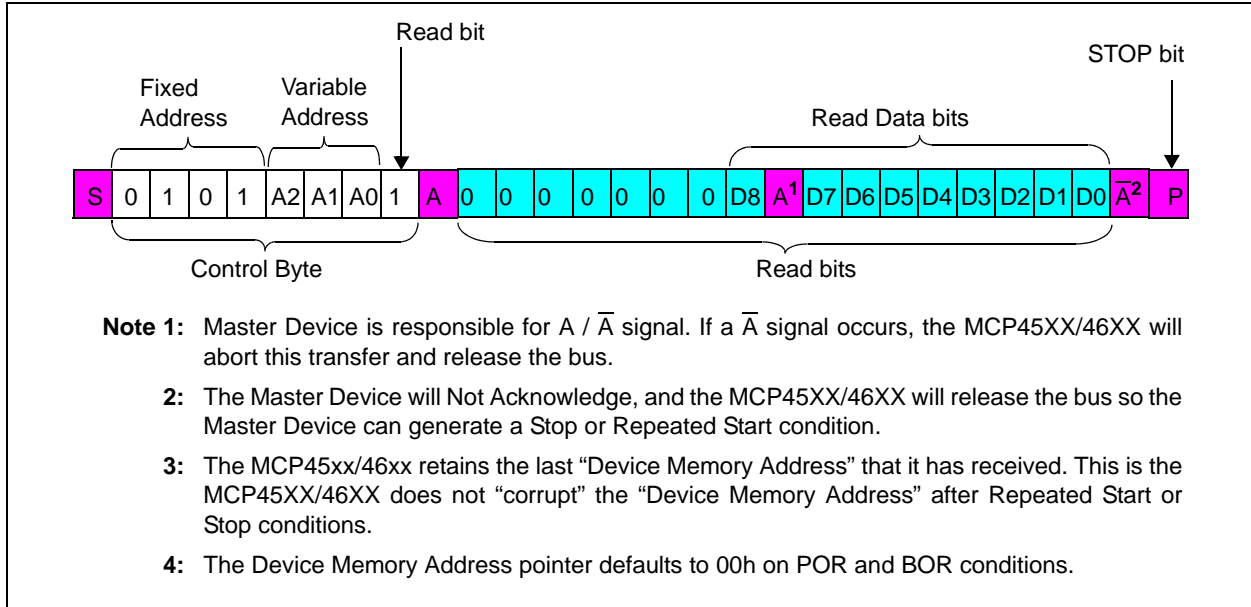 Read bit
STOP bit
Fixed Address
Variable Address
Read Data bits
S 0 1 0 1 A2 A1 A0 1 A 0 0 0 0 0 0 0 D8 A¹ D7 D6 D5 D4 D3 D2 D1 D0 A̅² P
Control Byte
Read bits
Note 1: Master Device is responsible for A / A̅ signal. If a A̅ signal occurs, the MCP45XX/46XX will
abort this transfer and release the bus.
2: The Master Device will Not Acknowledge, and the MCP45XX/46XX will release the bus so the
Master Device can generate a Stop or Repeated Start condition.
3: The MCP45xx/46xx retains the last “Device Memory Address” that it has received. This is the
MCP45XX/46XX does not “corrupt” the “Device Memory Address” after Repeated Start or
Stop conditions.
4: The Device Memory Address pointer defaults to 00h on POR and BOR conditions.